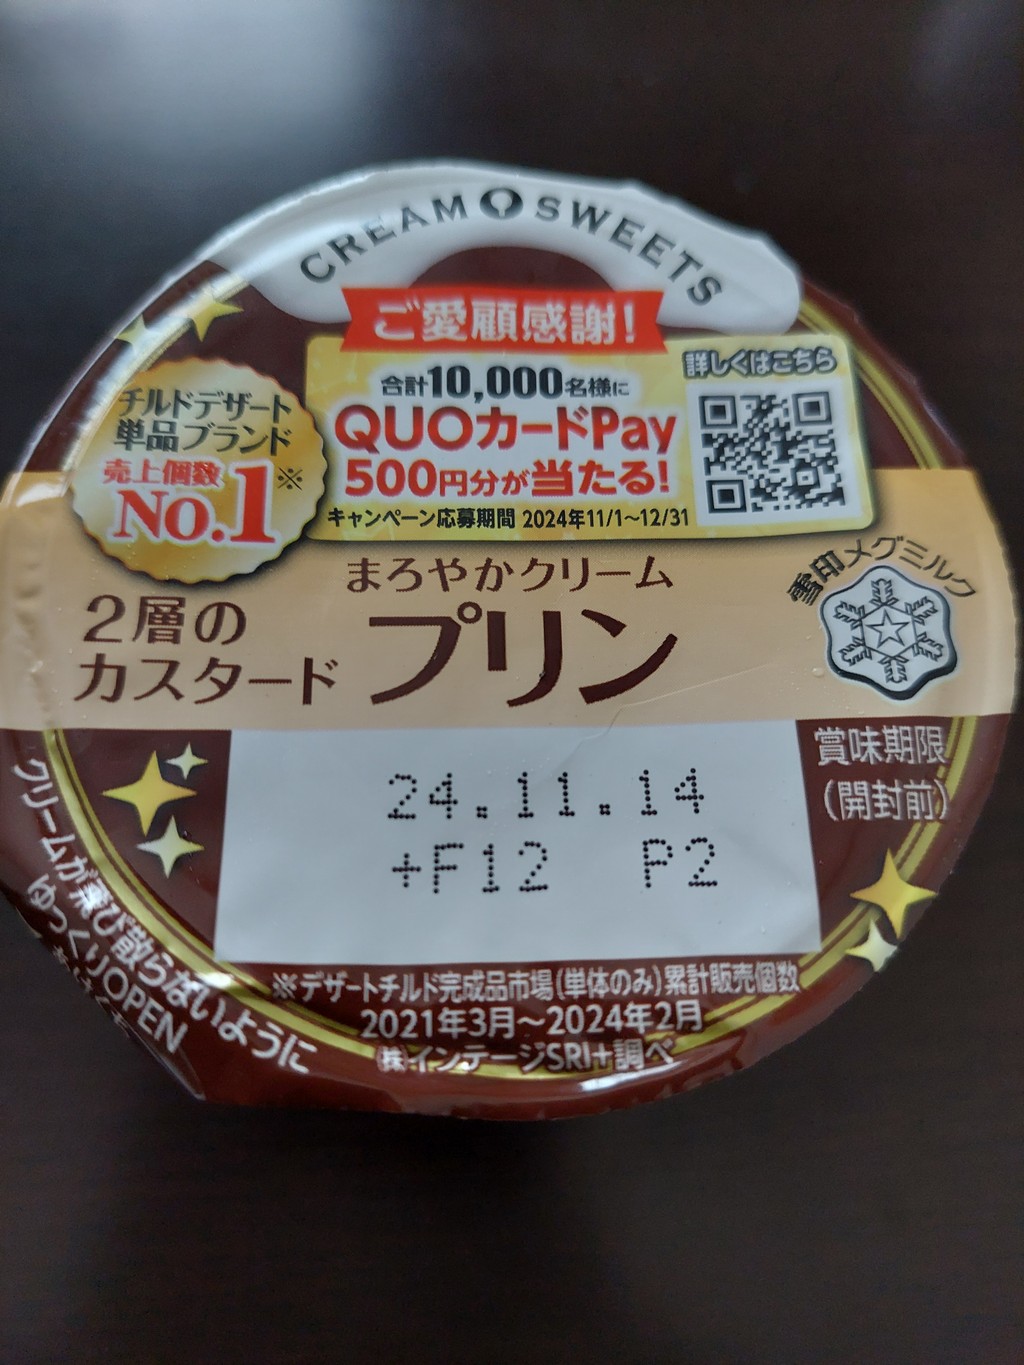 CREAM SWEETS
ご愛顧感謝!
合計10,000名様に
QUOカードPay
500円分が当たる!
キャンペーン応募期間 2024年11/1～12/31
詳しくはこちら
チルドデザート
単品ブランド
売上個数
No.1※
まろやかクリーム
2層の
カスタード
プリン
雪印メグミルク
24.11.14
+F12 P2
賞味期限
(開封前)
クリームが飛び散らないように
ゆっくりOPEN
※デザートチルド完成品市場(単体のみ)累計販売個数
2021年3月～2024年2月
㈱インテージSRI+調べ